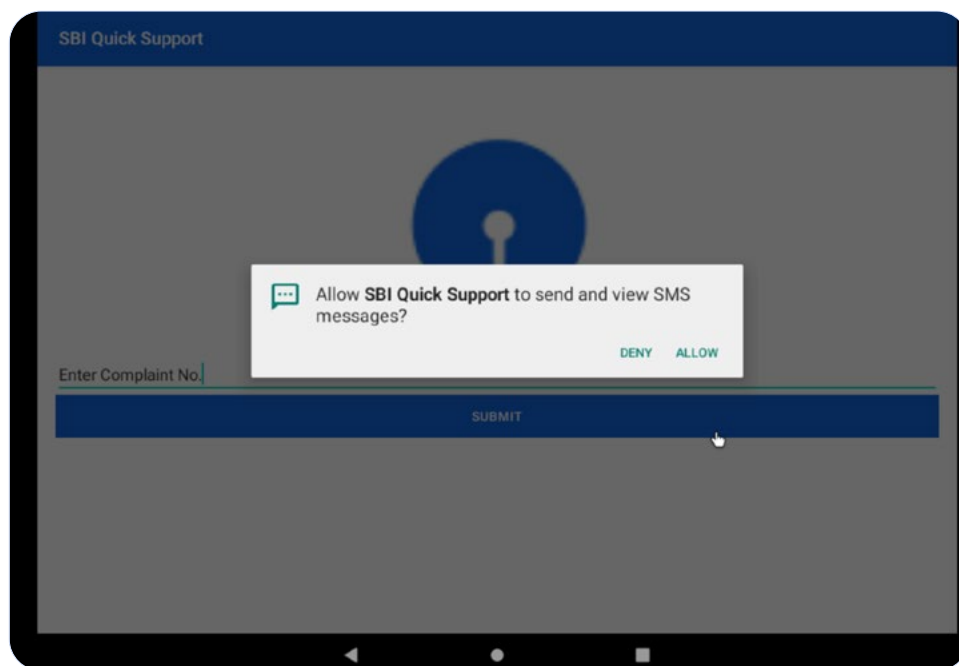 SBI Quick Support
Allow SBI Quick Support to send and view SMS
messages?
DENY ALLOW
Enter Complaint No.
SUBMIT